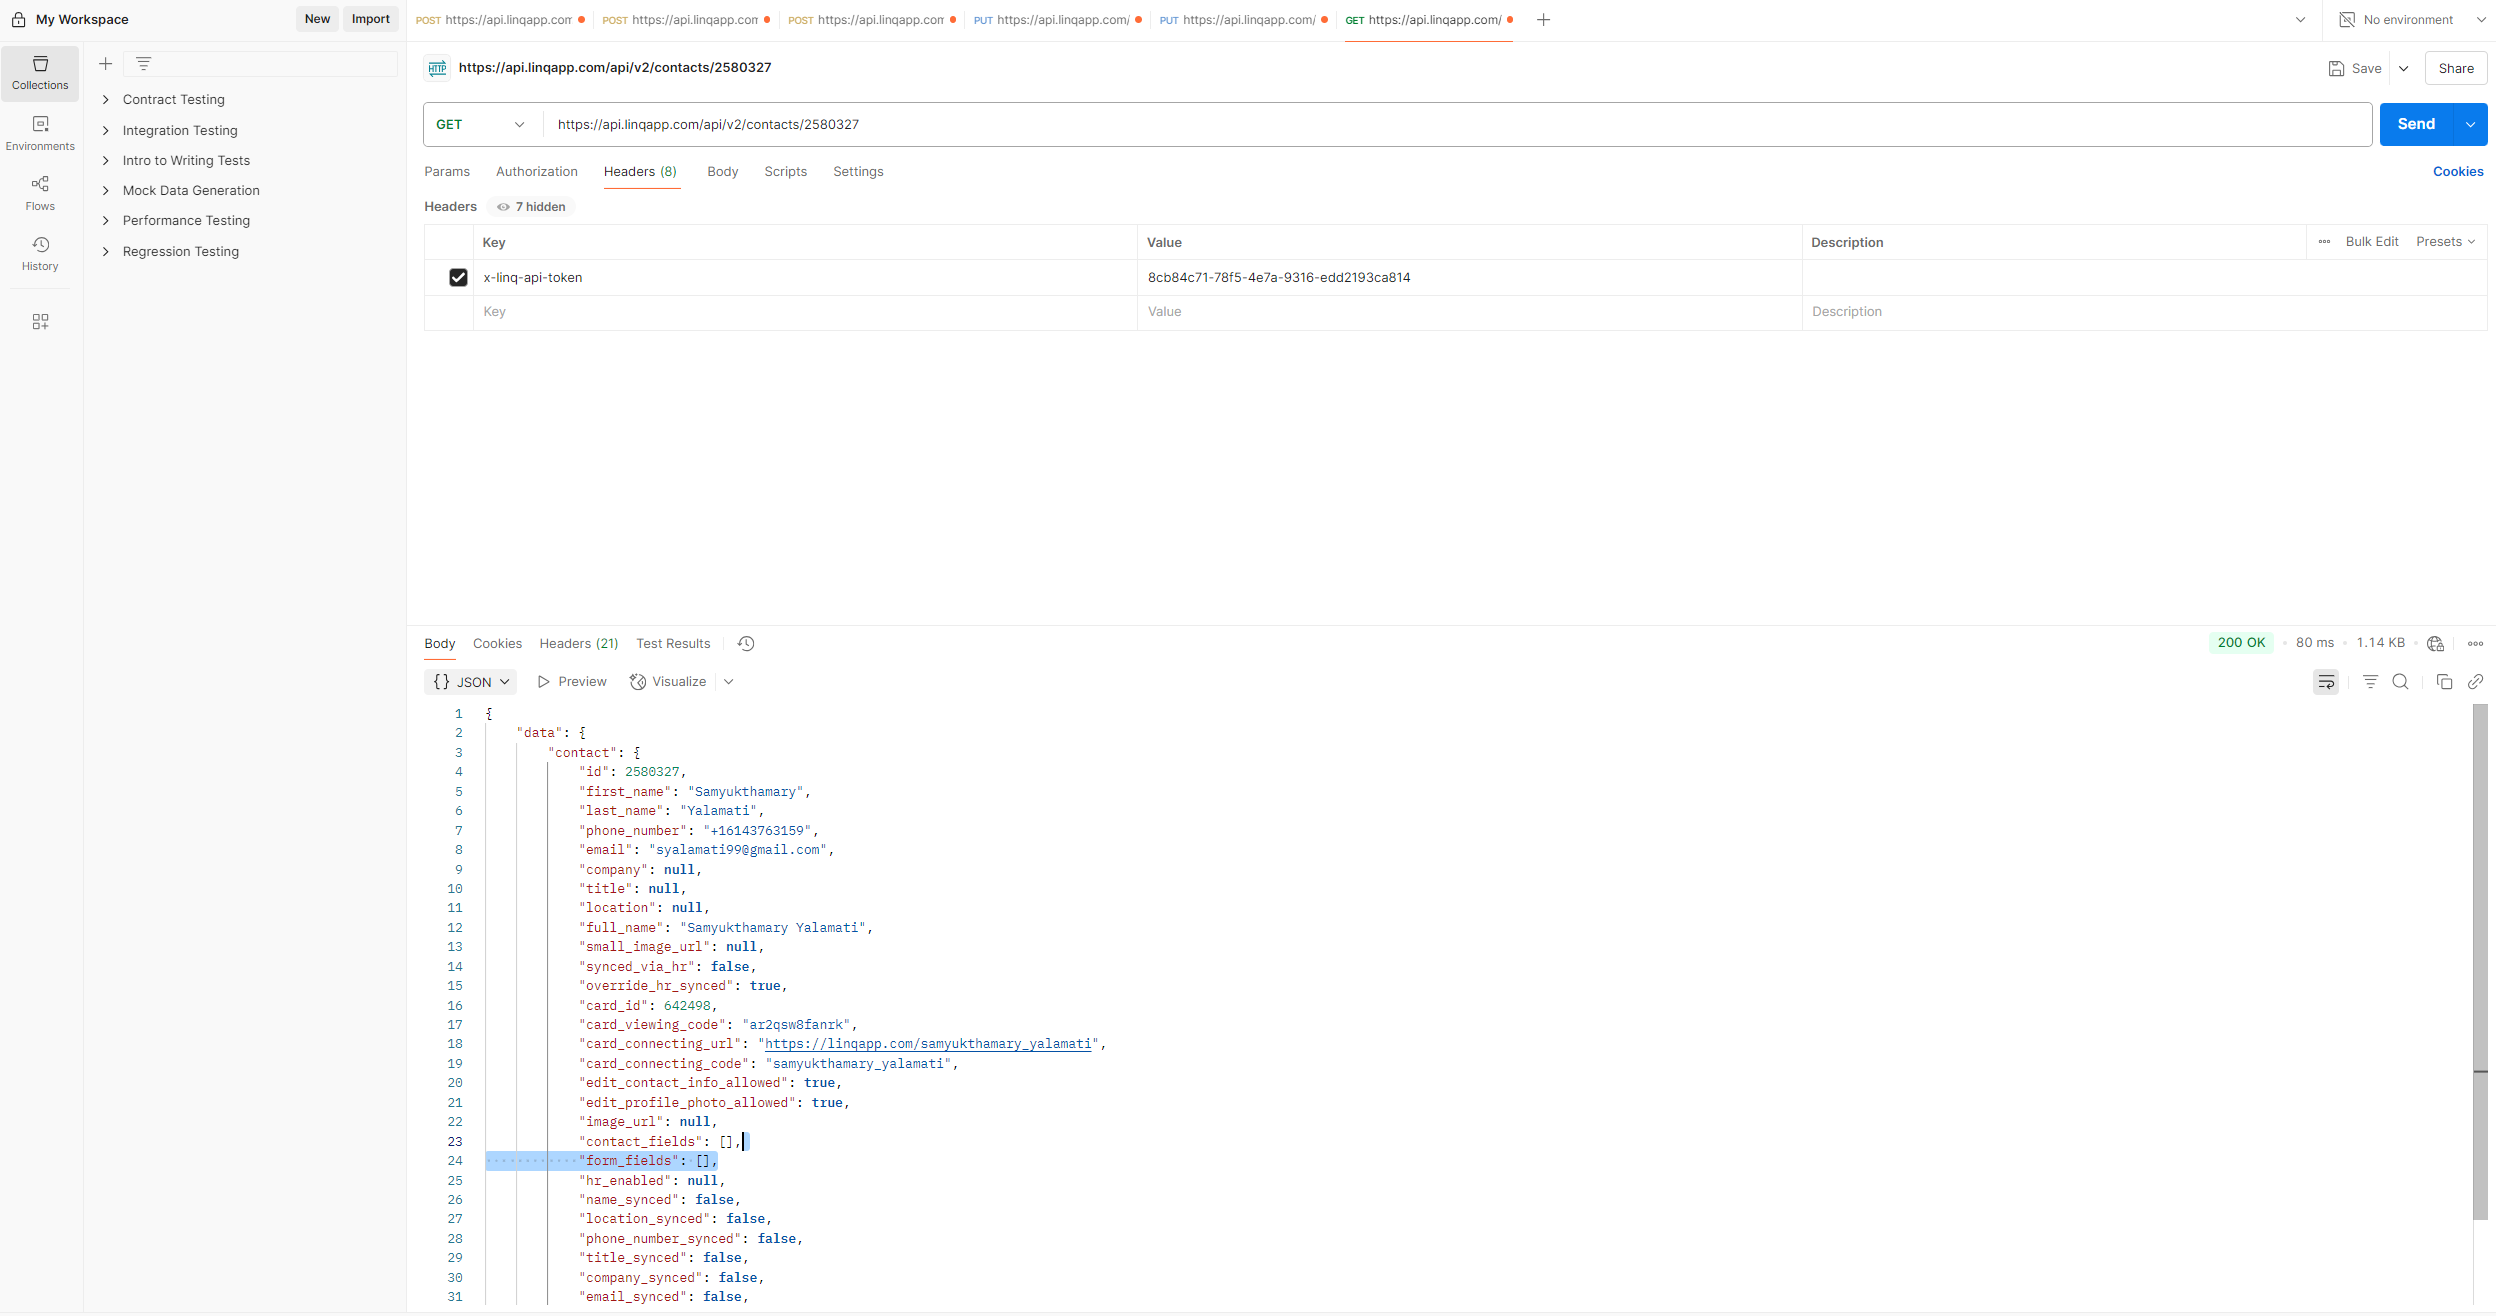 My Workspace
New
Import
POST https://api.linqapp.com
POST https://api.linqapp.com
POST https://api.linqapp.com
PUT https://api.linqapp.com/
PUT https://api.linqapp.com/
GET https://api.linqapp.com/
No environment
Collections
Environments
Flows
History
Contract Testing
Integration Testing
Intro to Writing Tests
Mock Data Generation
Performance Testing
Regression Testing
HTTP https://api.linqapp.com/api/v2/contacts/2580327
Save
Share
GET https://api.linqapp.com/api/v2/contacts/2580327
Send
Params Authorization Headers (8) Body Scripts Settings
Cookies
Headers 7 hidden
Key Value Description Bulk Edit Presets
x-linq-api-token 8cb84c71-78f5-4e7a-9316-edd2193ca814
Key Value Description
Body Cookies Headers (21) Test Results
200 OK • 80 ms • 1.14 KB •
{} JSON Preview Visualize
1 {
2 "data": {
3 "contact": {
4 "id": 2580327,
5 "first_name": "Samyukthamary",
6 "last_name": "Yalamati",
7 "phone_number": "+16143763159",
8 "email": "syalamati99@gmail.com",
9 "company": null,
10 "title": null,
11 "location": null,
12 "full_name": "Samyukthamary Yalamati",
13 "small_image_url": null,
14 "synced_via_hr": false,
15 "override_hr_synced": true,
16 "card_id": 642498,
17 "card_viewing_code": "ar2qsw8fanrk",
18 "card_connecting_url": "https://linqapp.com/samyukthamary_yalamati",
19 "card_connecting_code": "samyukthamary_yalamati",
20 "edit_contact_info_allowed": true,
21 "edit_profile_photo_allowed": true,
22 "image_url": null,
23 "contact_fields": [],
24 "form_fields": [],
25 "hr_enabled": null,
26 "name_synced": false,
27 "location_synced": false,
28 "phone_number_synced": false,
29 "title_synced": false,
30 "company_synced": false,
31 "email_synced": false,